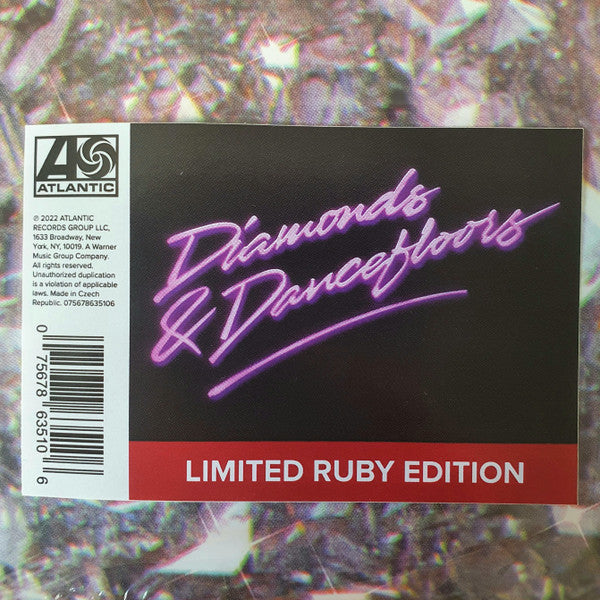 ATLANTIC
℗ 2022 ATLANTIC
RECORDS GROUP LLC,
1633 Broadway, New
York, NY, 10019. A Warner
Music Group Company.
All rights reserved.
Unauthorized duplication
is a violation of applicable
laws. Made in Czech
Republic. 075678635106
0 75678 63510 6
Diamonds
& Dancefloors
LIMITED RUBY EDITION